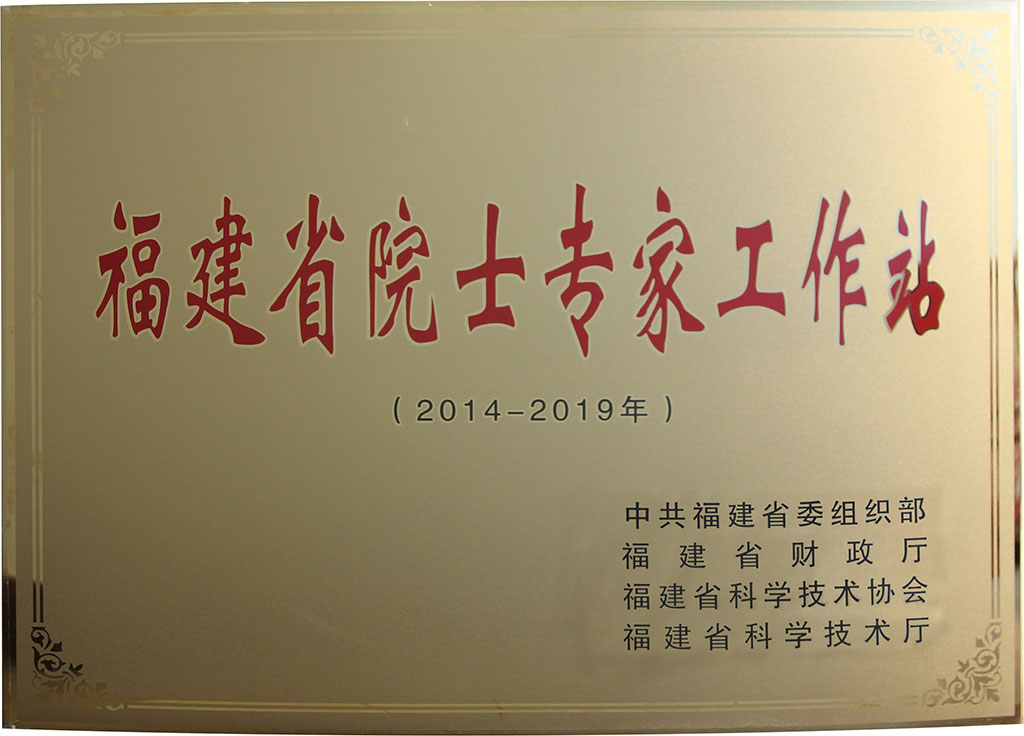 福建省院士专家工作站
（2014-2019年）
中共福建省委组织部
福建省财政厅
福建省科学技术协会
福建省科学技术厅